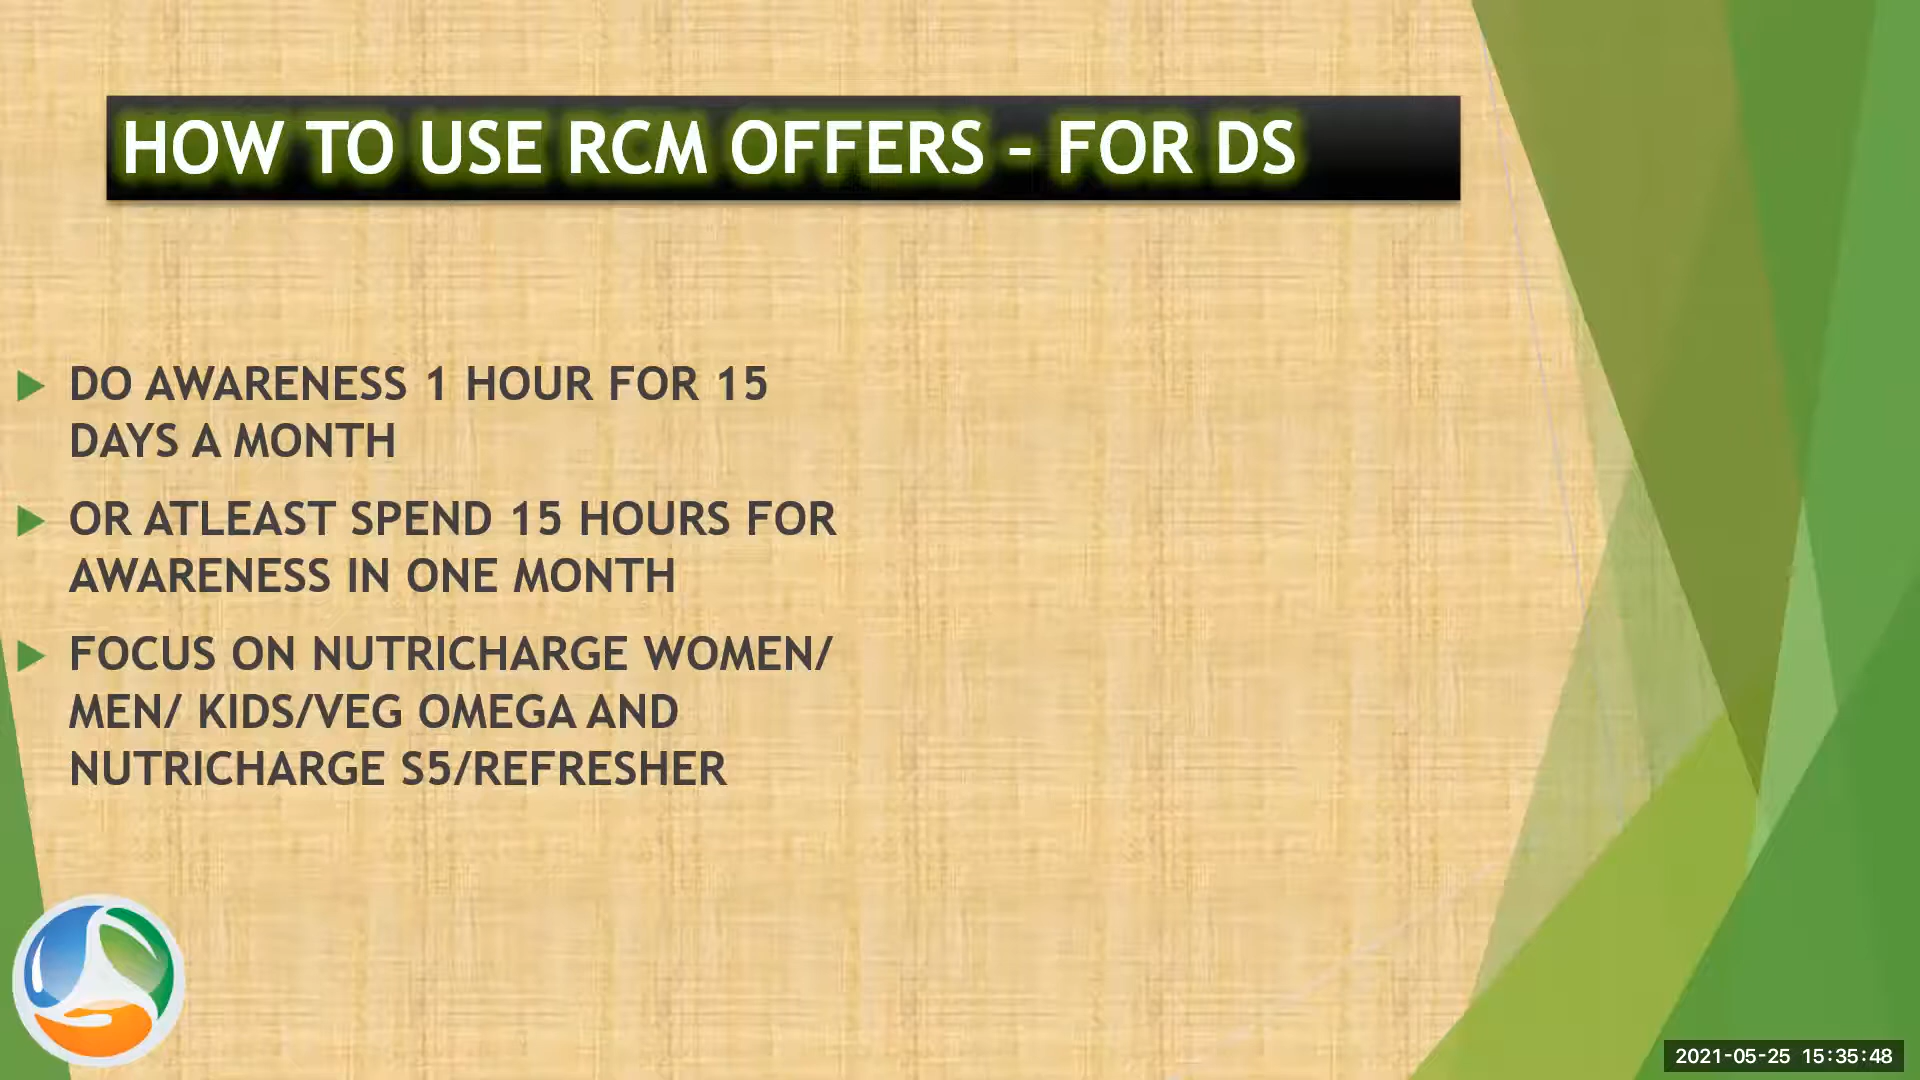 HOW TO USE RCM OFFERS – FOR DS
DO AWARENESS 1 HOUR FOR 15
DAYS A MONTH
OR ATLEAST SPEND 15 HOURS FOR
AWARENESS IN ONE MONTH
FOCUS ON NUTRICHARGE WOMEN/
MEN/ KIDS/VEG OMEGA AND
NUTRICHARGE S5/REFRESHER
2021-05-25 15:35:48